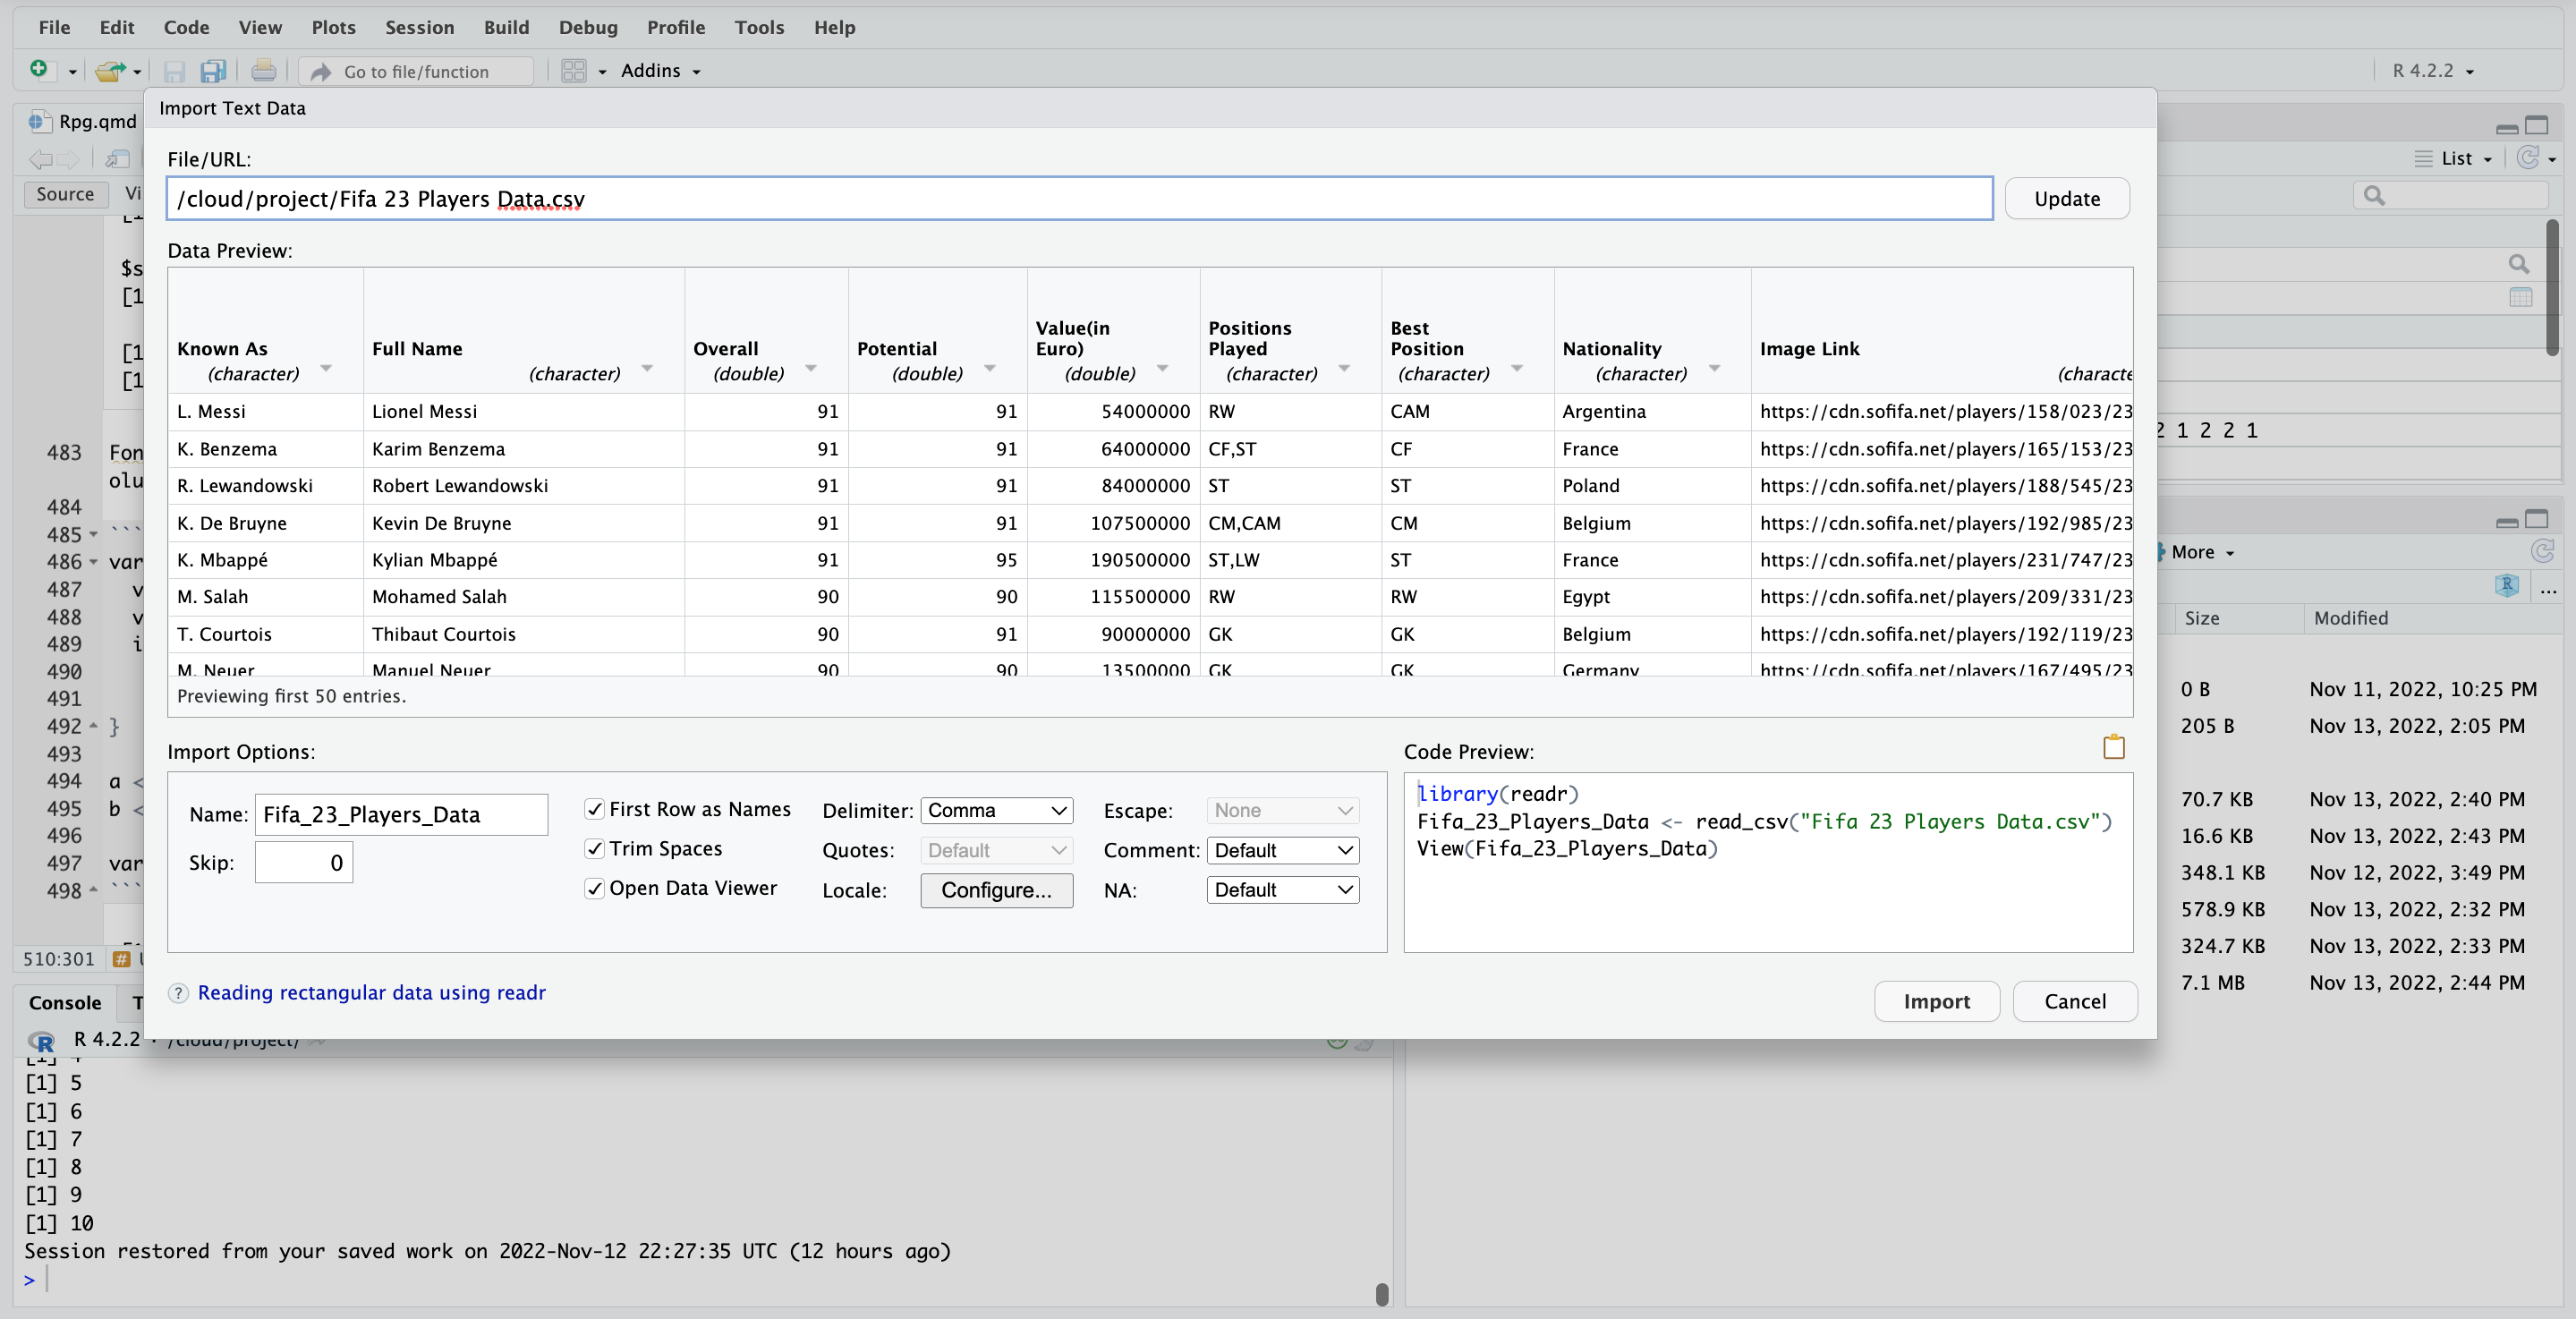 File Edit Code View Plots Session Build Debug Profile Tools Help
Go to file/function Addins R 4.2.2
Rpg.qmd
Import Text Data
File/URL:
/cloud/project/Fifa 23 Players Data.csv Update
List
Source
Data Preview:
Known As (character) Full Name (character) Overall (double) Potential (double) Value(in Euro) (double) Positions Played (character) Best Position (character) Nationality (character) Image Link
L. Messi Lionel Messi 91 91 54000000 RW CAM Argentina https://cdn.sofifa.net/players/158/023/23
K. Benzema Karim Benzema 91 91 64000000 CF,ST CF France https://cdn.sofifa.net/players/165/153/23
R. Lewandowski Robert Lewandowski 91 91 84000000 ST ST Poland https://cdn.sofifa.net/players/188/545/23
K. De Bruyne Kevin De Bruyne 91 91 107500000 CM,CAM CM Belgium https://cdn.sofifa.net/players/192/985/23
K. Mbappé Kylian Mbappé 91 95 190500000 ST,LW ST France https://cdn.sofifa.net/players/231/747/23
M. Salah Mohamed Salah 90 90 115500000 RW RW Egypt https://cdn.sofifa.net/players/209/331/23
T. Courtois Thibaut Courtois 90 91 90000000 GK GK Belgium https://cdn.sofifa.net/players/192/119/23
M. Neuer Manuel Neuer 90 90 13500000 GK GK Germany https://cdn.sofifa.net/players/167/495/23
Previewing first 50 entries.
Import Options:
Name: Fifa_23_Players_Data
Skip: 0
First Row as Names
Trim Spaces
Open Data Viewer
Delimiter: Comma
Quotes: Default
Locale: Configure...
Escape: None
Comment: Default
NA: Default
Code Preview:
library(readr)
Fifa_23_Players_Data <- read_csv("Fifa 23 Players Data.csv")
View(Fifa_23_Players_Data)
Reading rectangular data using readr
Import Cancel
483
484
485 ```
486 var
487
488
489
490
491
492 }
493
494 a <
495 b <
496
497 var
498 ```
510:301
2 1 2 2 1
More
Size Modified
0 B Nov 11, 2022, 10:25 PM
205 B Nov 13, 2022, 2:05 PM
70.7 KB Nov 13, 2022, 2:40 PM
16.6 KB Nov 13, 2022, 2:43 PM
348.1 KB Nov 12, 2022, 3:49 PM
578.9 KB Nov 13, 2022, 2:32 PM
324.7 KB Nov 13, 2022, 2:33 PM
7.1 MB Nov 13, 2022, 2:44 PM
Console
R 4.2.2 · /cloud/project/
[1] 4
[1] 5
[1] 6
[1] 7
[1] 8
[1] 9
[1] 10
Session restored from your saved work on 2022-Nov-12 22:27:35 UTC (12 hours ago)
>